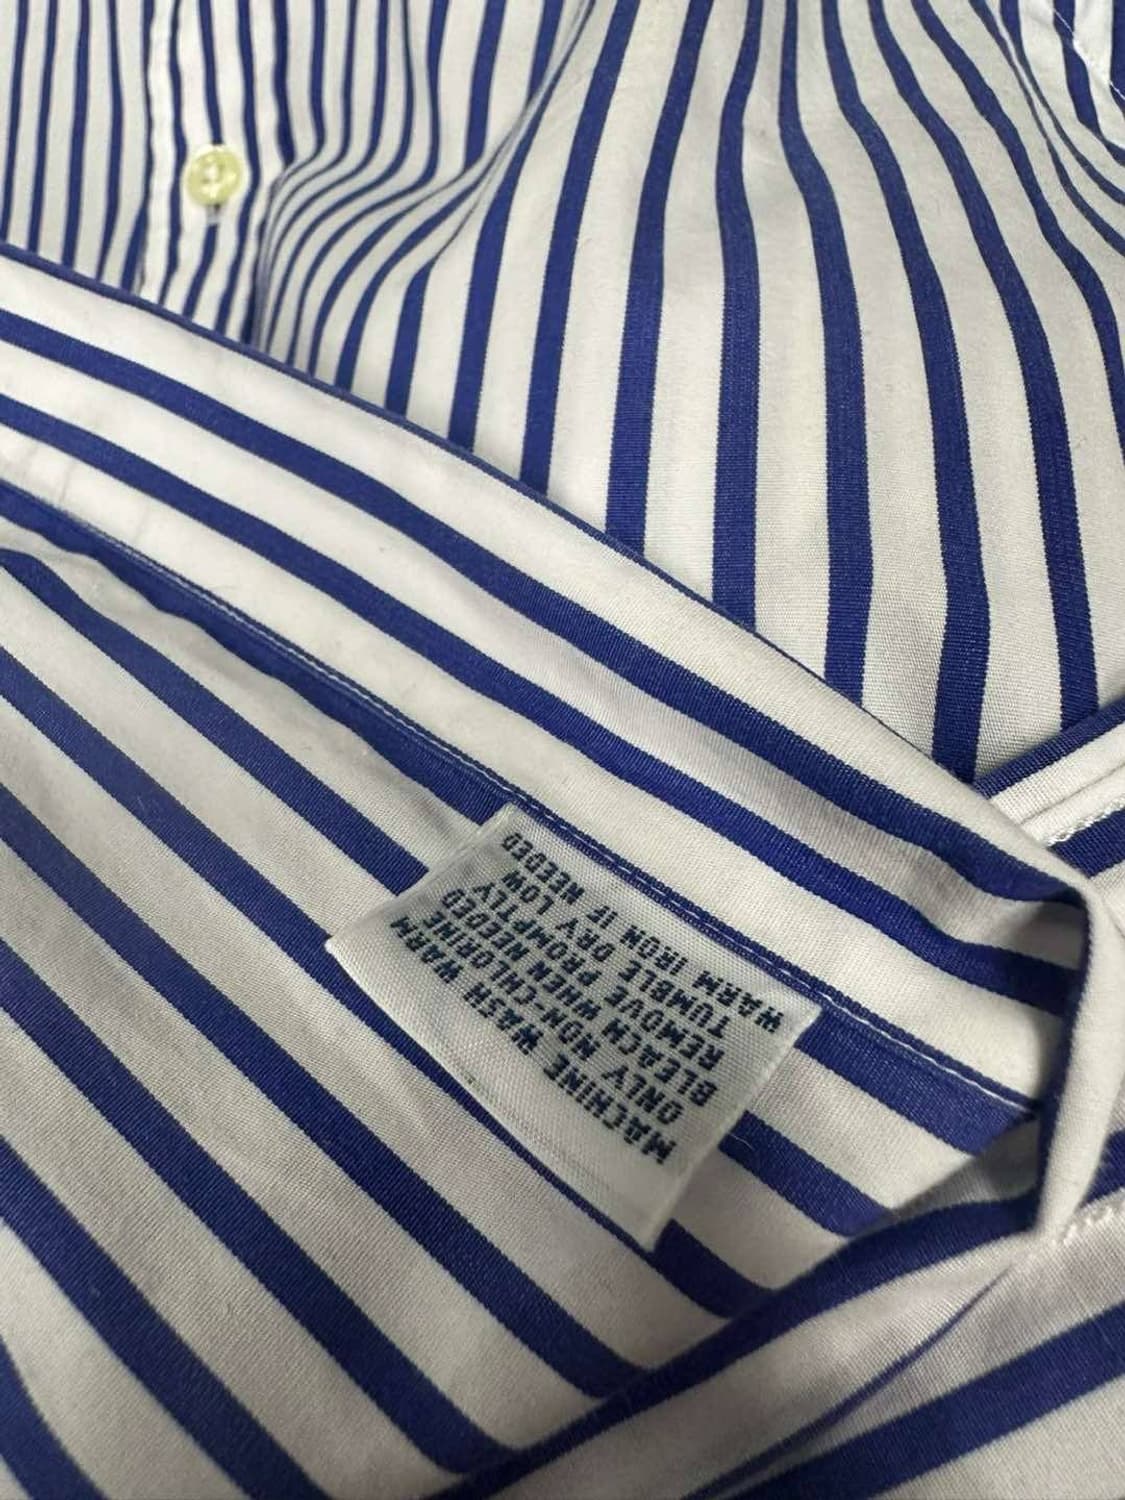 MACHINE WASH WARM
ONLY NON-CHLORINE
BLEACH WHEN NEEDED
REMOVE PROMPTLY
TUMBLE DRY LOW
WARM IRON IF NEEDED